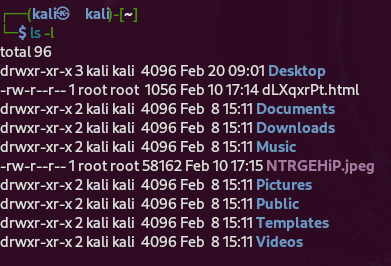 ┌──(kali㉿ kali)-[~]
└─$ ls -l
total 96
drwxr-xr-x 3 kali kali 4096 Feb 20 09:01 Desktop
-rw-r--r-- 1 root root 1056 Feb 10 17:14 dLXqxrPt.html
drwxr-xr-x 2 kali kali 4096 Feb 8 15:11 Documents
drwxr-xr-x 2 kali kali 4096 Feb 8 15:11 Downloads
drwxr-xr-x 2 kali kali 4096 Feb 8 15:11 Music
-rw-r--r-- 1 root root 58162 Feb 10 17:15 NTRGEHiP.jpeg
drwxr-xr-x 2 kali kali 4096 Feb 8 15:11 Pictures
drwxr-xr-x 2 kali kali 4096 Feb 8 15:11 Public
drwxr-xr-x 2 kali kali 4096 Feb 8 15:11 Templates
drwxr-xr-x 2 kali kali 4096 Feb 8 15:11 Videos